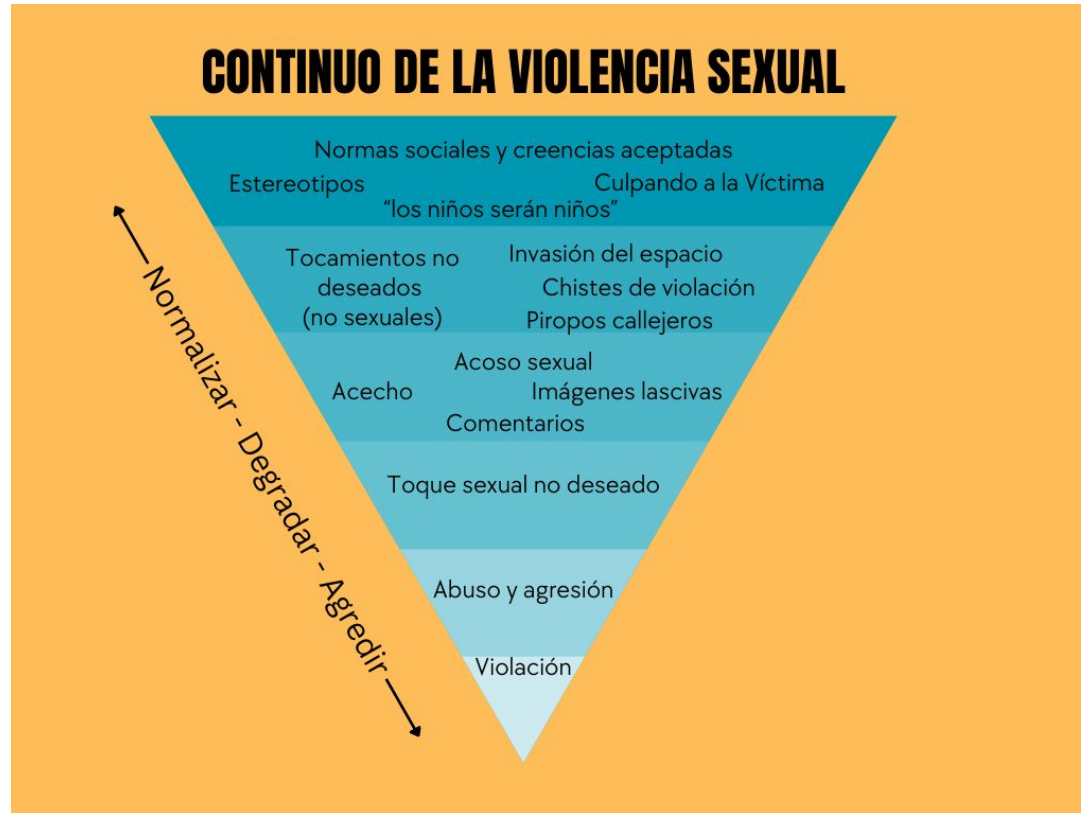 CONTINUO DE LA VIOLENCIA SEXUAL
Normas sociales y creencias aceptadas
Estereotipos
Culpando a la Víctima
“los niños serán niños”
Tocamientos no
deseados
(no sexuales)
Invasión del espacio
Chistes de violación
Piropos callejeros
Acoso sexual
Acecho
Imágenes lascivas
Comentarios
Toque sexual no deseado
Abuso y agresión
Violación
Normalizar - Degradar - Agredir